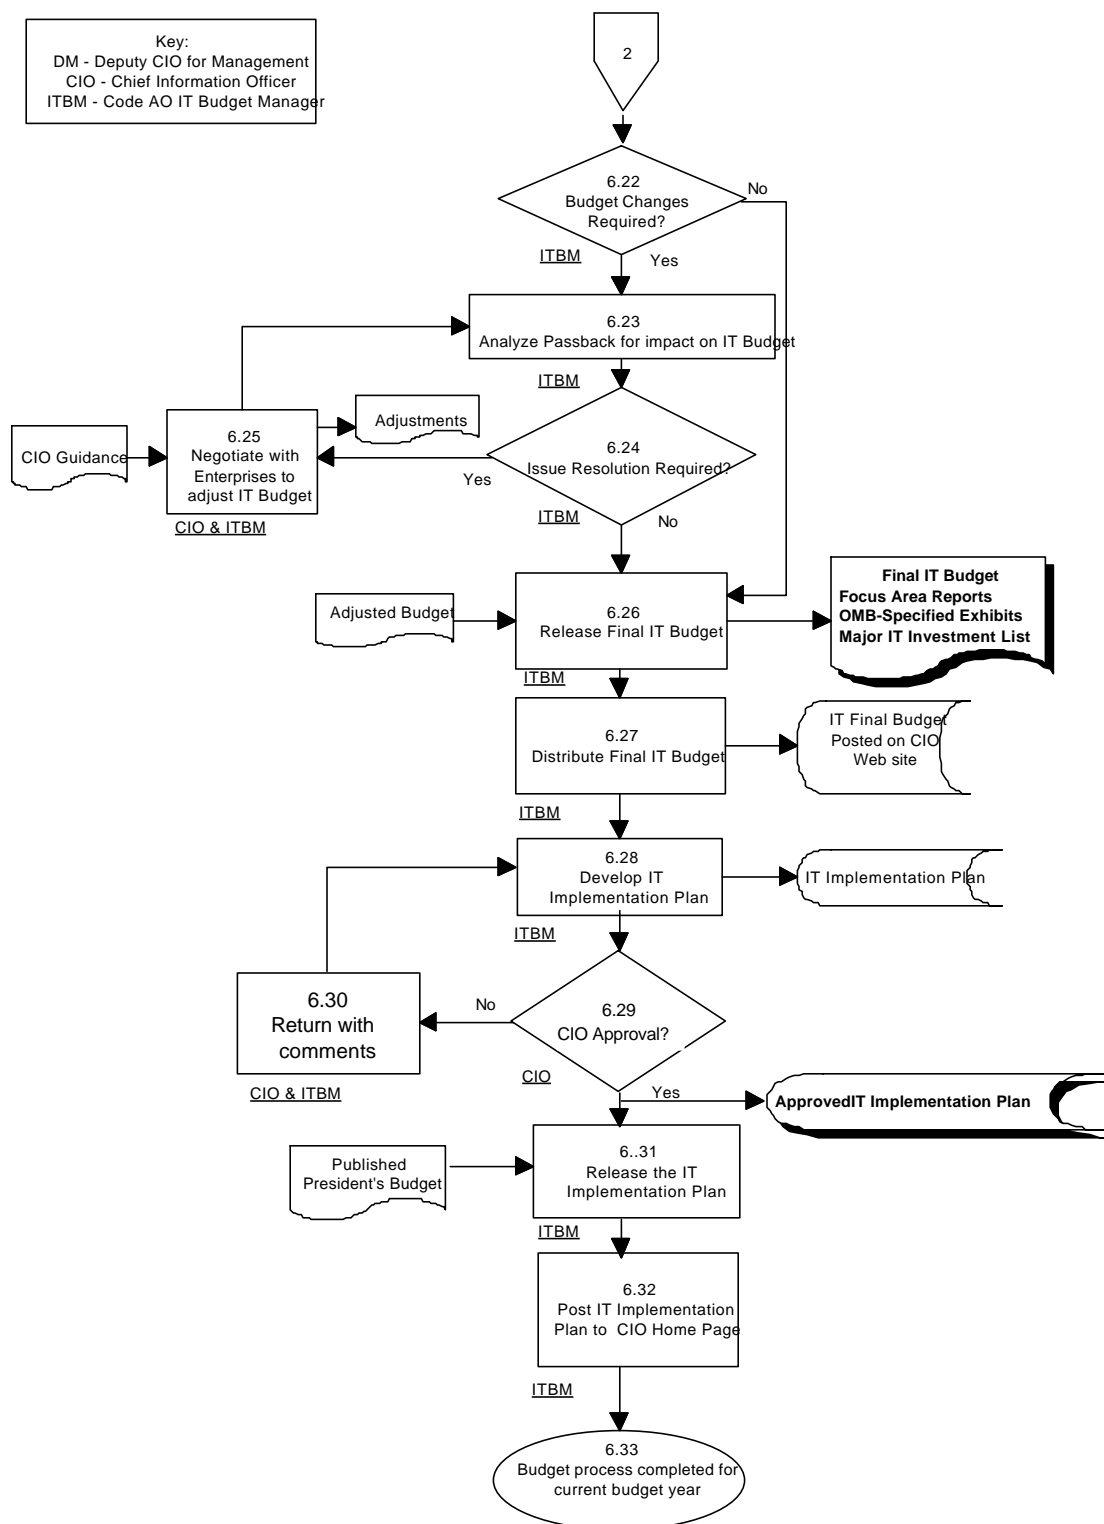 Key:
DM - Deputy CIO for Management
CIO - Chief Information Officer
ITBM - Code AO IT Budget Manager
2
6.22
Budget Changes
Required?
No
ITBM
Yes
6.23
Analyze Passback for impact on IT Budget
ITBM
Adjustments
CIO Guidance
6.25
Negotiate with
Enterprises to
adjust IT Budget
CIO & ITBM
6.24
Issue Resolution Required?
Yes
ITBM
No
Adjusted Budget
6.26
Release Final IT Budget
ITBM
Final IT Budget
Focus Area Reports
OMB-Specified Exhibits
Major IT Investment List
6.27
Distribute Final IT Budget
ITBM
IT Final Budget
Posted on CIO
Web site
6.28
Develop IT
Implementation Plan
ITBM
IT Implementation Plan
6.30
Return with
comments
CIO & ITBM
No
6.29
CIO Approval?
CIO
Yes
ApprovedIT Implementation Plan
Published
President's Budget
6..31
Release the IT
Implementation Plan
ITBM
6.32
Post IT Implementation
Plan to CIO Home Page
ITBM
6.33
Budget process completed for
current budget year